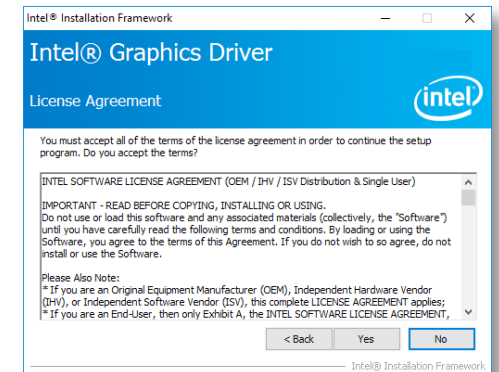 Intel® Installation Framework
Intel® Graphics Driver
License Agreement
intel
You must accept all of the terms of the license agreement in order to continue the setup
program. Do you accept the terms?
INTEL SOFTWARE LICENSE AGREEMENT (OEM / IHV / ISV Distribution & Single User)
IMPORTANT - READ BEFORE COPYING, INSTALLING OR USING.
Do not use or load this software and any associated materials (collectively, the "Software")
until you have carefully read the following terms and conditions. By loading or using the
Software, you agree to the terms of this Agreement. If you do not wish to so agree, do not
install or use the Software.
Please Also Note:
* If you are an Original Equipment Manufacturer (OEM), Independent Hardware Vendor
(IHV), or Independent Software Vendor (ISV), this complete LICENSE AGREEMENT applies;
* If you are an End-User, then only Exhibit A, the INTEL SOFTWARE LICENSE AGREEMENT,
< Back Yes No
Intel® Installation Framework